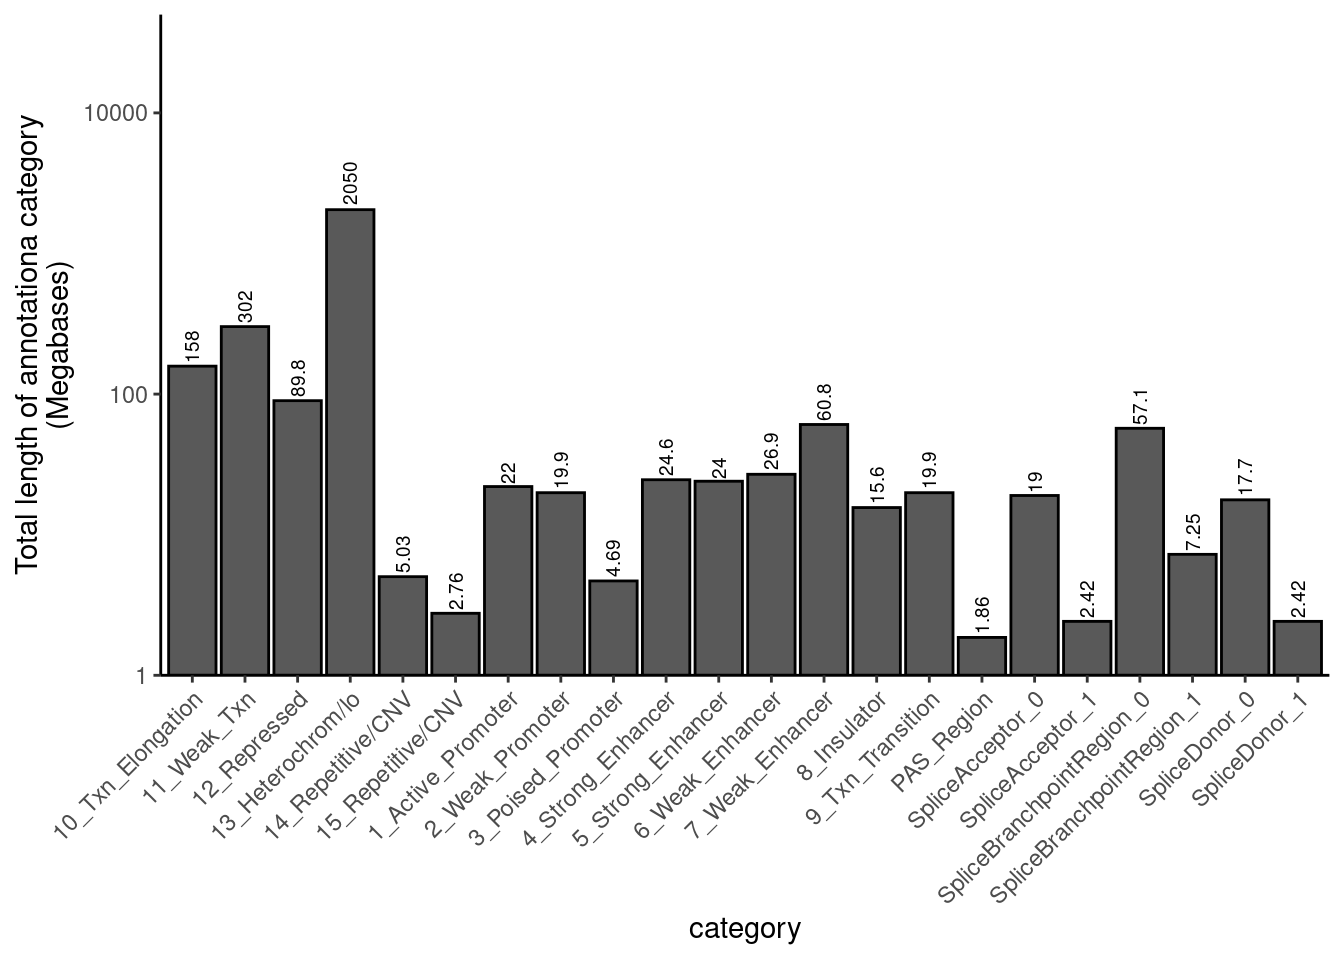 Total length of annotationa category
(Megabases)
10000
100
1
158
302
89.8
2050
5.03
2.76
22
19.9
4.69
24.6
24
26.9
60.8
15.6
19.9
1.86
19
2.42
57.1
7.25
17.7
2.42
10_Txn_Elongation
11_Weak_Txn
12_Repressed
13_Heterochrom/lo
14_Repetitive/CNV
15_Repetitive/CNV
1_Active_Promoter
2_Weak_Promoter
3_Poised_Promoter
4_Strong_Enhancer
5_Strong_Enhancer
6_Weak_Enhancer
7_Weak_Enhancer
8_Insulator
9_Txn_Transition
PAS_Region
SpliceAcceptor_0
SpliceAcceptor_1
SpliceBranchpointRegion_0
SpliceBranchpointRegion_1
SpliceDonor_0
SpliceDonor_1
category